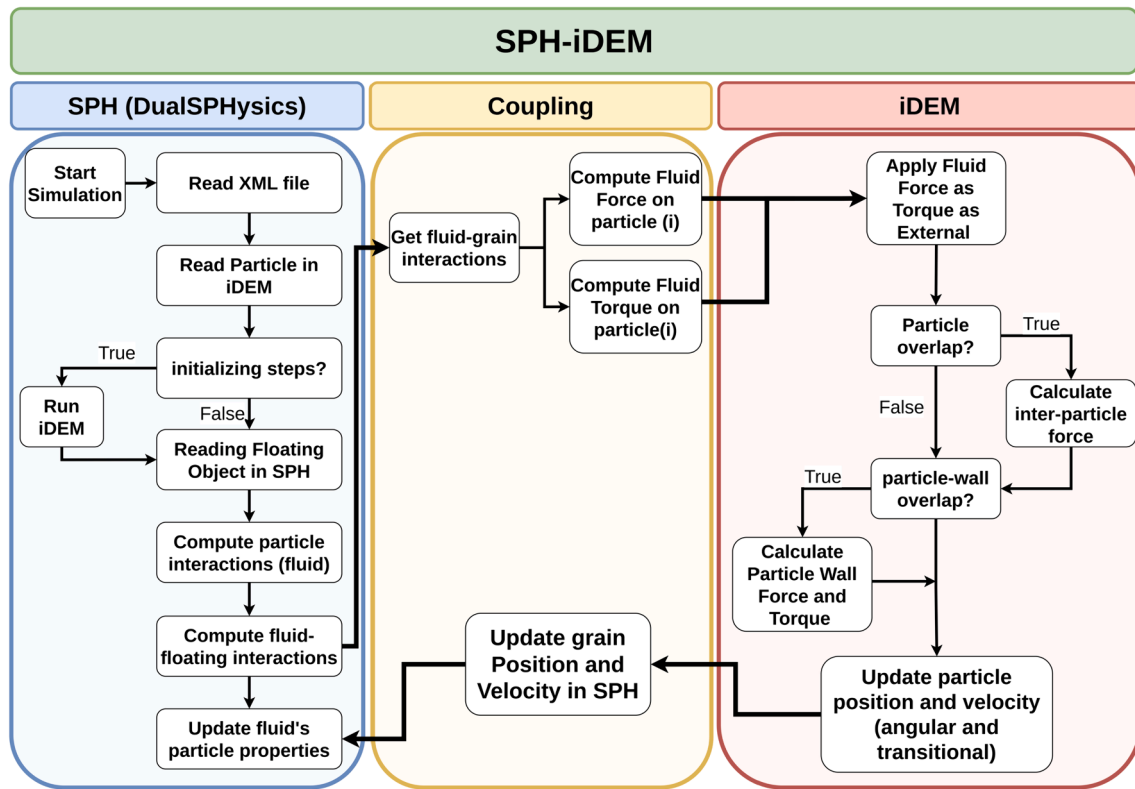 SPH-iDEM
SPH (DualSPHysics)
Coupling
iDEM
Start
Simulation
Read XML file
Read Particle in
iDEM
initializing steps?
True
False
Run
iDEM
Reading Floating
Object in SPH
Compute particle
interactions (fluid)
Compute fluid-
floating interactions
Update fluid's
particle properties
Get fluid-grain
interactions
Compute Fluid
Force on
particle (i)
Compute Fluid
Torque on
particle(i)
Update grain
Position and
Velocity in SPH
Apply Fluid
Force as
Torque as
External
Particle
overlap?
True
False
Calculate
inter-particle
force
particle-wall
overlap?
True
Calculate
Particle Wall
Force and
Torque
Update particle
position and velocity
(angular and
transitional)